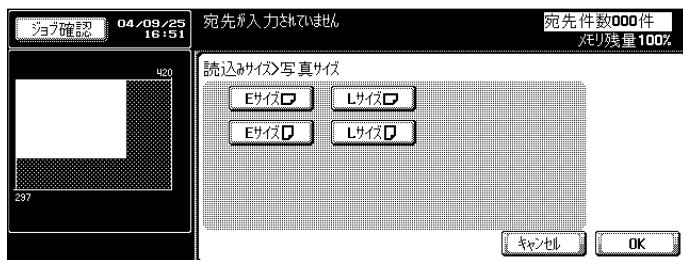 ジョブ確認
04/09/25
16:51
宛先が入力されていません
宛先件数000件
メモリ残量100%
420
297
読込みサイズ>写真サイズ
Eサイズ
Lサイズ
Eサイズ
Lサイズ
キャンセル
OK